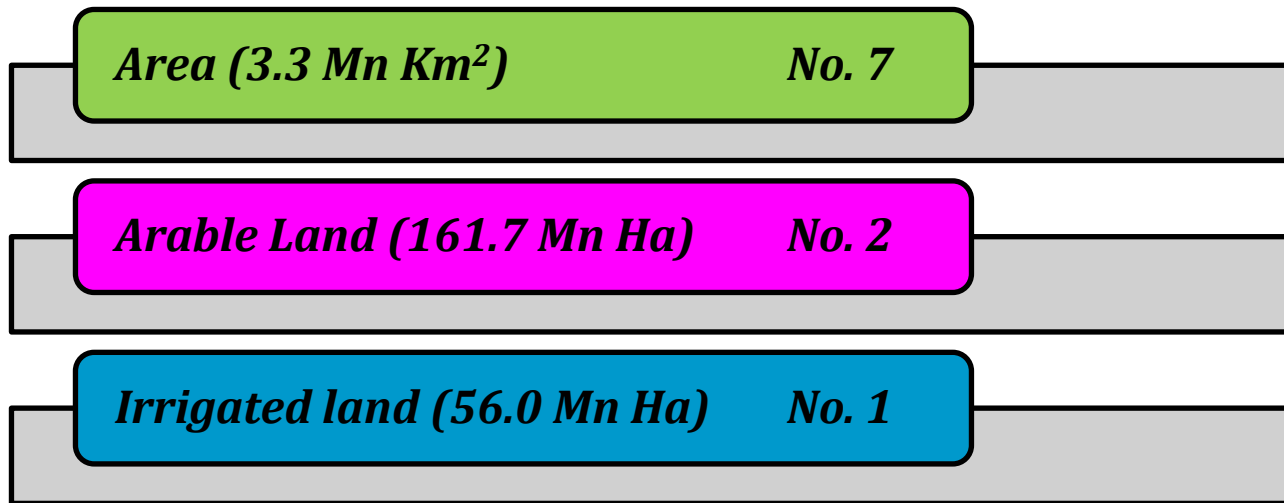 Area (3.3 Mn Km²) No. 7
Arable Land (161.7 Mn Ha) No. 2
Irrigated land (56.0 Mn Ha) No. 1